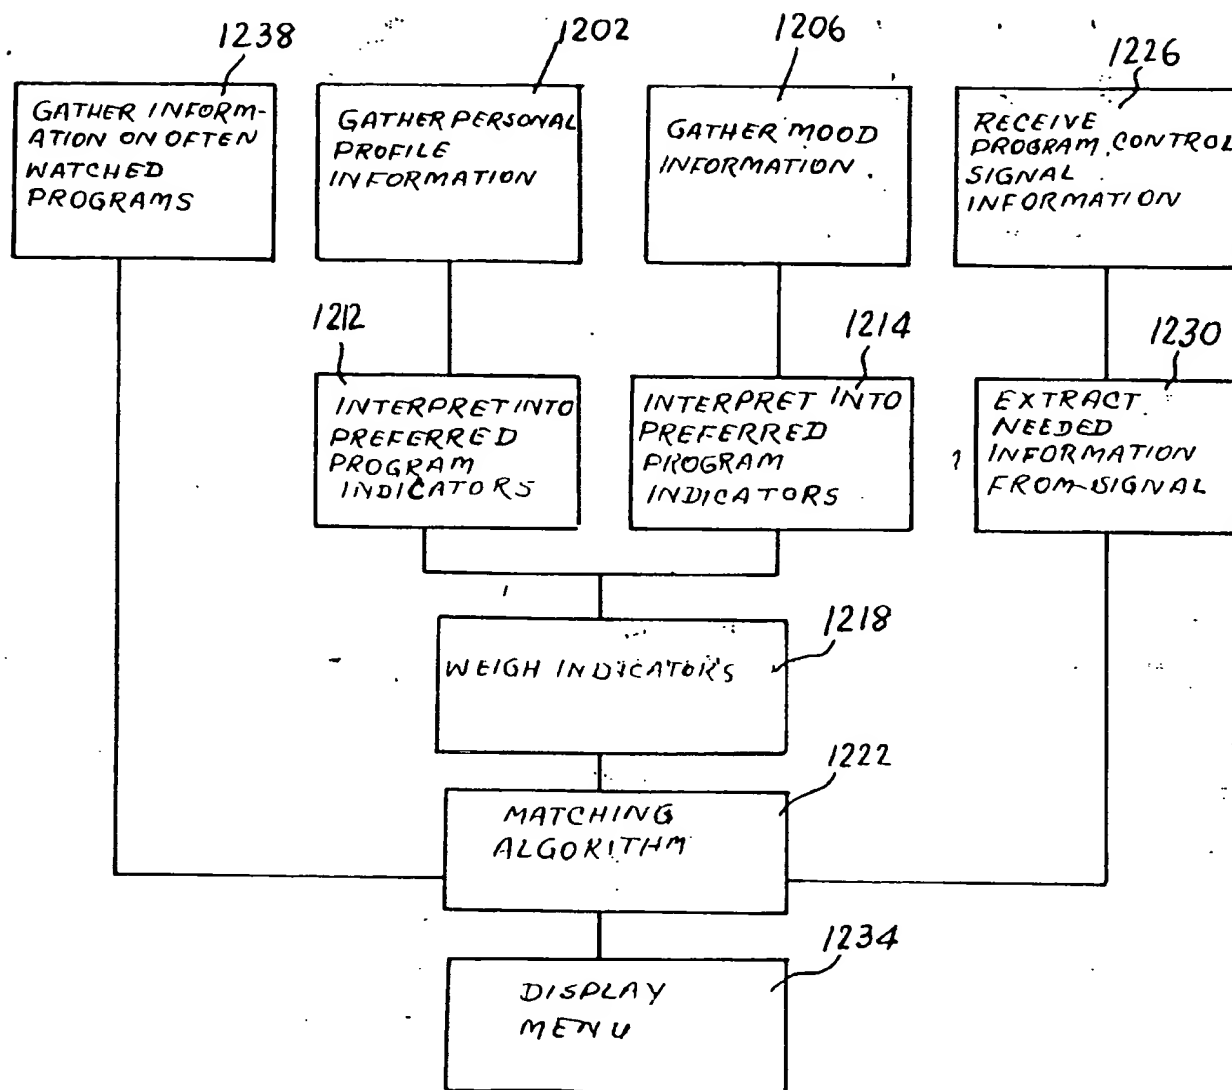 1238
1202
1206
1226
GATHER INFORM-
ATION ON OFTEN
WATCHED
PROGRAMS
GATHER PERSONAL
PROFILE
INFORMATION
GATHER MOOD
INFORMATION.
RECEIVE
PROGRAM CONTROL
SIGNAL
INFORMATION
1212
1214
1230
INTERPRET INTO
PREFERRED
PROGRAM
INDICATORS
INTERPRET INTO
PREFERRED
PROGRAM
INDICATORS
EXTRACT
NEEDED
INFORMATION
FROM SIGNAL
1218
WEIGH INDICATORS
1222
MATCHING
ALGORITHM
1234
DISPLAY
MENU